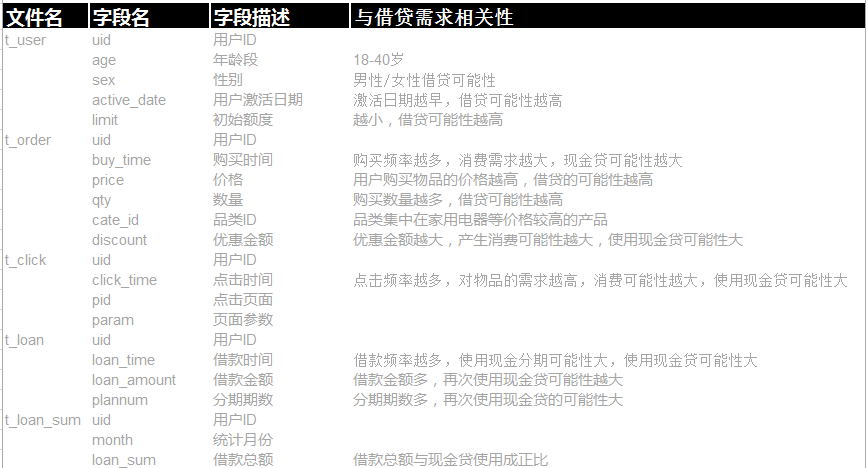 文件名 字段名 字段描述 与借贷需求相关性
t_user uid 用户ID
age 年龄段 18-40岁
sex 性别 男性/女性借贷可能性
active_date 用户激活日期 激活日期越早，借贷可能性越高
limit 初始额度 越小，借贷可能性越高
t_order uid 用户ID
buy_time 购买时间 购买频率越多，消费需求越大，现金贷可能性越大
price 价格 用户购买物品的价格越高，借贷的可能性越高
qty 数量 购买数量越多，借贷可能性越高
cate_id 品类ID 品类集中在家用电器等价格较高的产品
discount 优惠金额 优惠金额越大，产生消费可能性越大，使用现金贷可能性大
t_click uid 用户ID
click_time 点击时间 点击频率越多，对物品的需求越高，消费可能性越大，使用现金贷可能性大
pid 点击页面
param 页面参数
t_loan uid 用户ID
loan_time 借款时间 借款频率越多，使用现金分期可能性大，使用现金贷可能性大
loan_amount 借款金额 借款金额多，再次使用现金贷可能性越大
plannum 分期期数 分期期数多，再次使用现金贷的可能性大
t_loan_sum uid 用户ID
month 统计月份
loan_sum 借款总额 借款总额与现金贷使用成正比